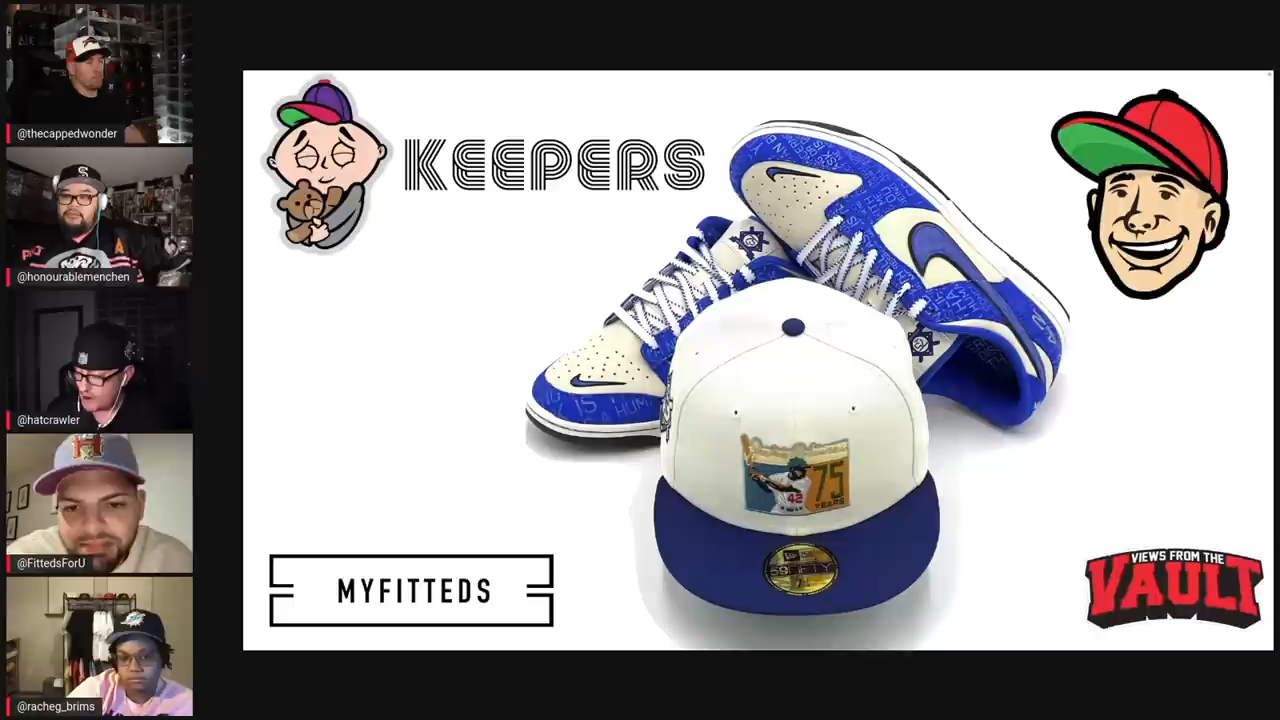 @thecappedwonder
@honourablemenchen
@hatcrawler
@FittedsForU
@racheg_brims
KEEPERS
75
YEARS
42
59FIFTY
MYFITTEDS
VIEWS FROM THE
VAULT